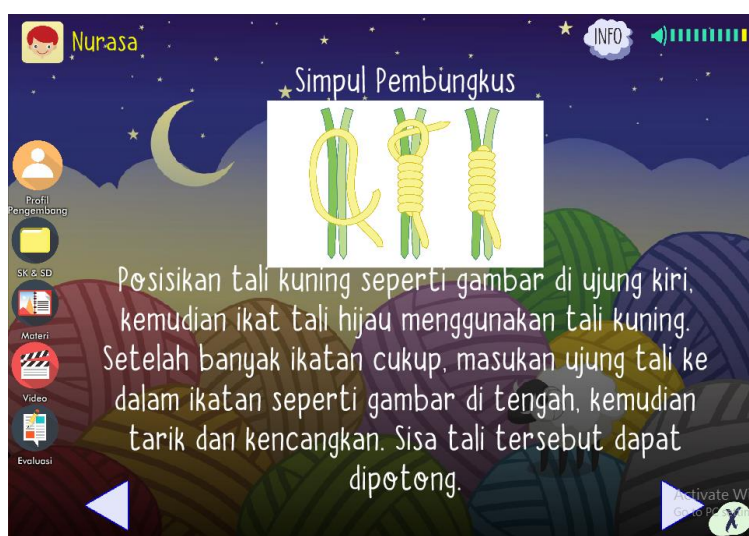 Nurasa
INFO
Simpul Pembungkus
Profil
Pengembang
SK & SD
Materi
Video
Evaluasi
Posisikan tali kuning seperti gambar di ujung kiri,
kemudian ikat tali hijau menggunakan tali kuning.
Setelah banyak ikatan cukup, masukan ujung tali ke
dalam ikatan seperti gambar di tengah, kemudian
tarik dan kencangkan. Sisa tali tersebut dapat
dipotong.
Activate W
Go to PC
X